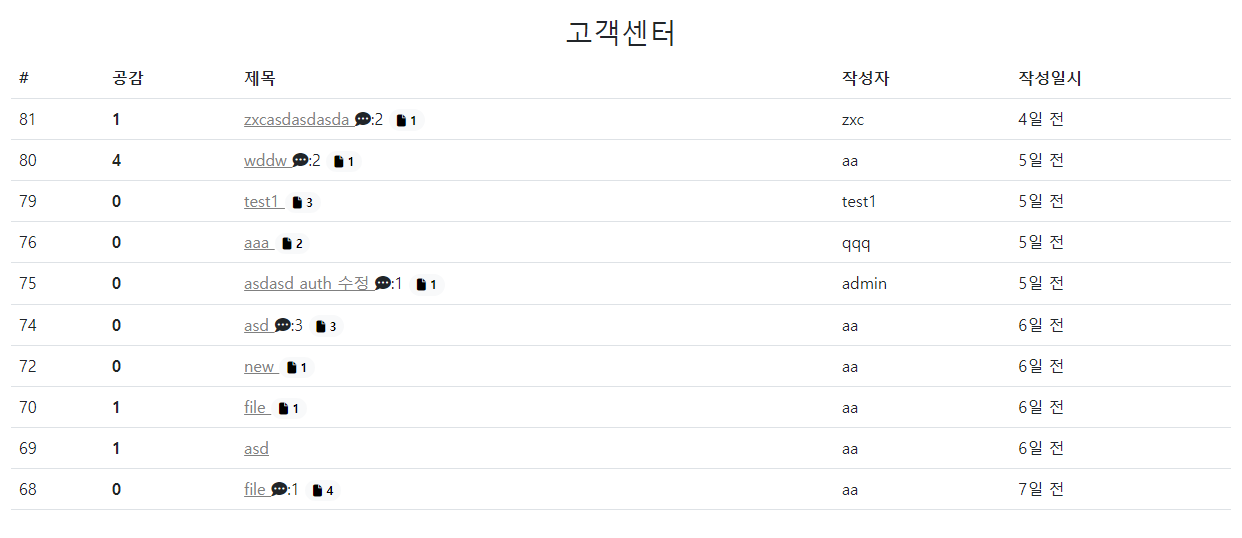 고객센터
# 공감 제목 작성자 작성일시
81 1 zxcasdasdasda :2 1 zxc 4일 전
80 4 wddw :2 1 aa 5일 전
79 0 test1 3 test1 5일 전
76 0 aaa 2 qqq 5일 전
75 0 asdasd auth 수정 :1 1 admin 5일 전
74 0 asd :3 3 aa 6일 전
72 0 new 1 aa 6일 전
70 1 file 1 aa 6일 전
69 1 asd aa 6일 전
68 0 file :1 4 aa 7일 전